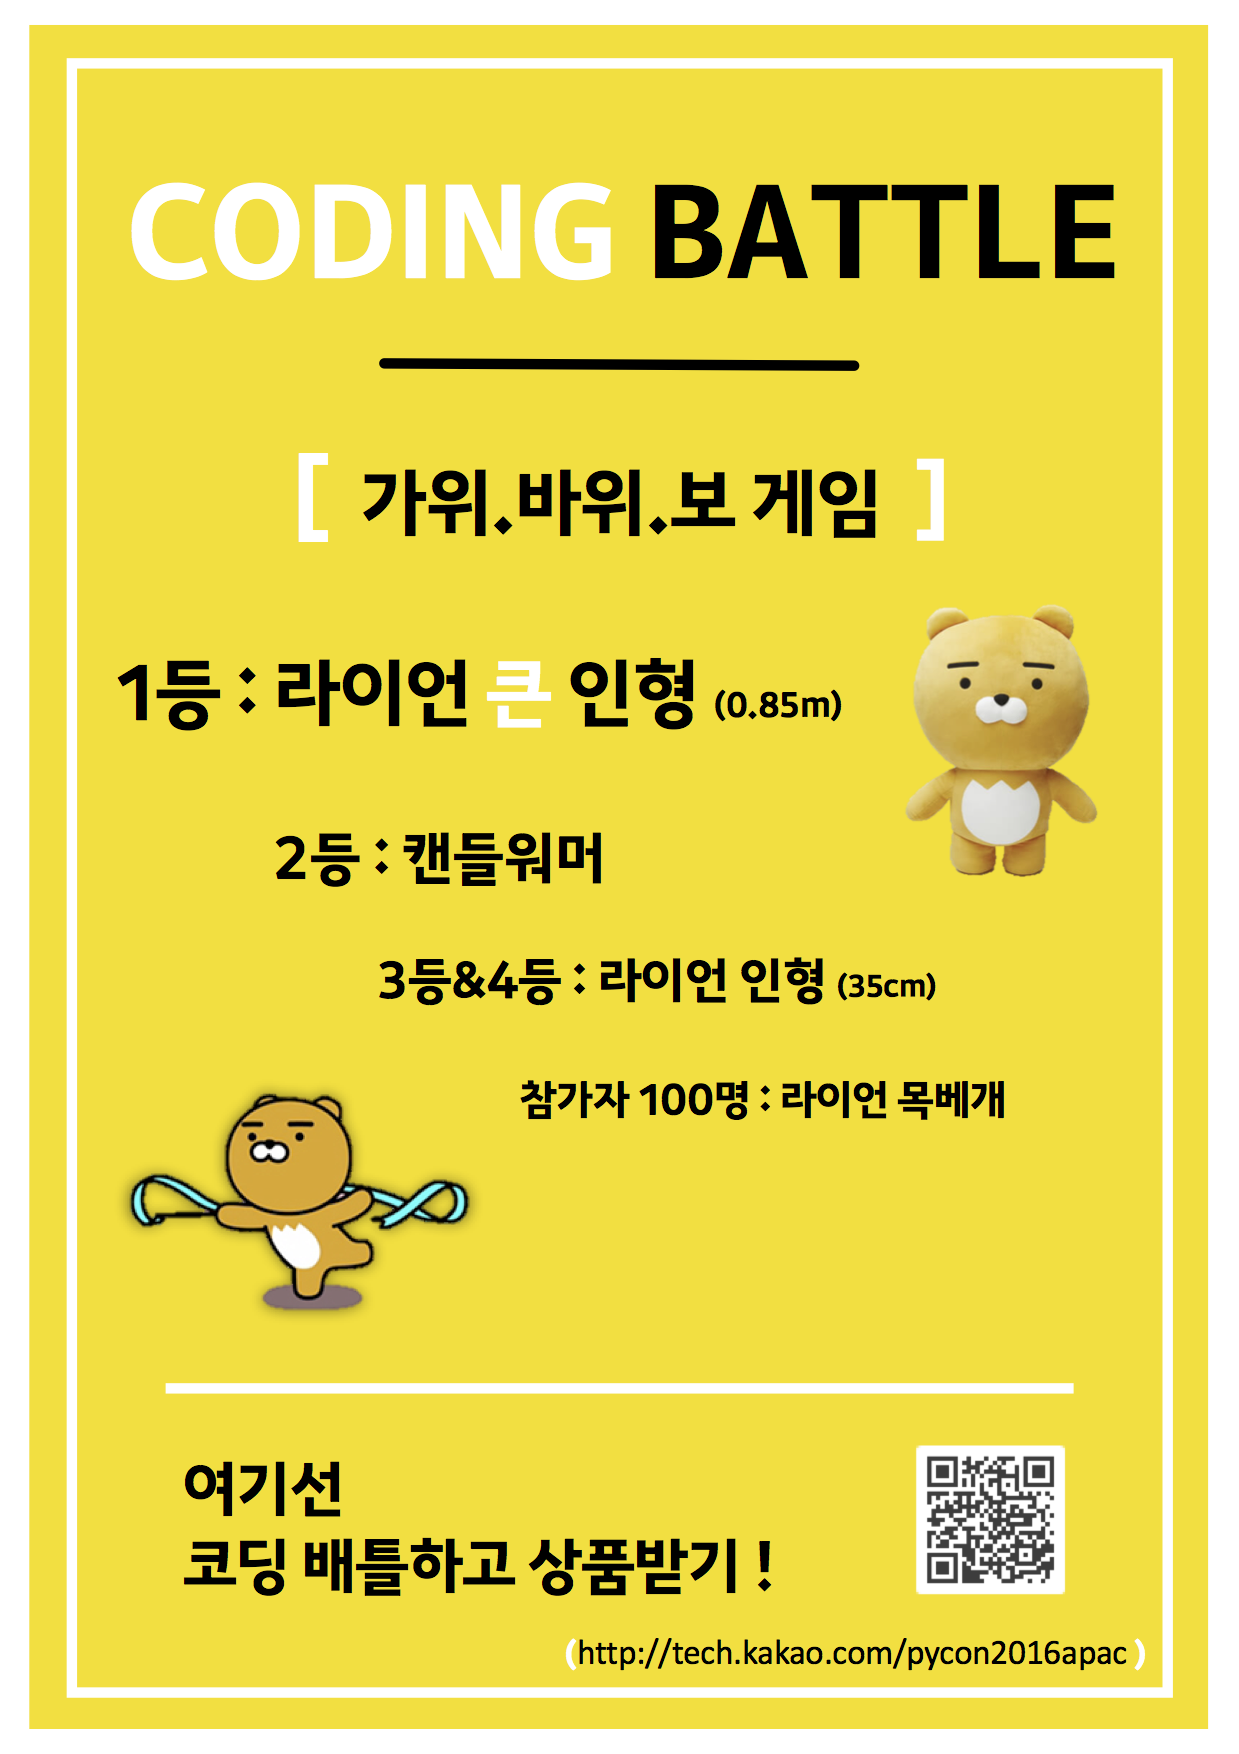 CODING BATTLE
[ 가위.바위.보 게임 ]
1등 : 라이언 큰 인형 (0.85m)
2등 : 캔들워머
3등&4등 : 라이언 인형 (35cm)
참가자 100명 : 라이언 목베개
여기선
코딩 배틀하고 상품받기 !
(http://tech.kakao.com/pycon2016apac )